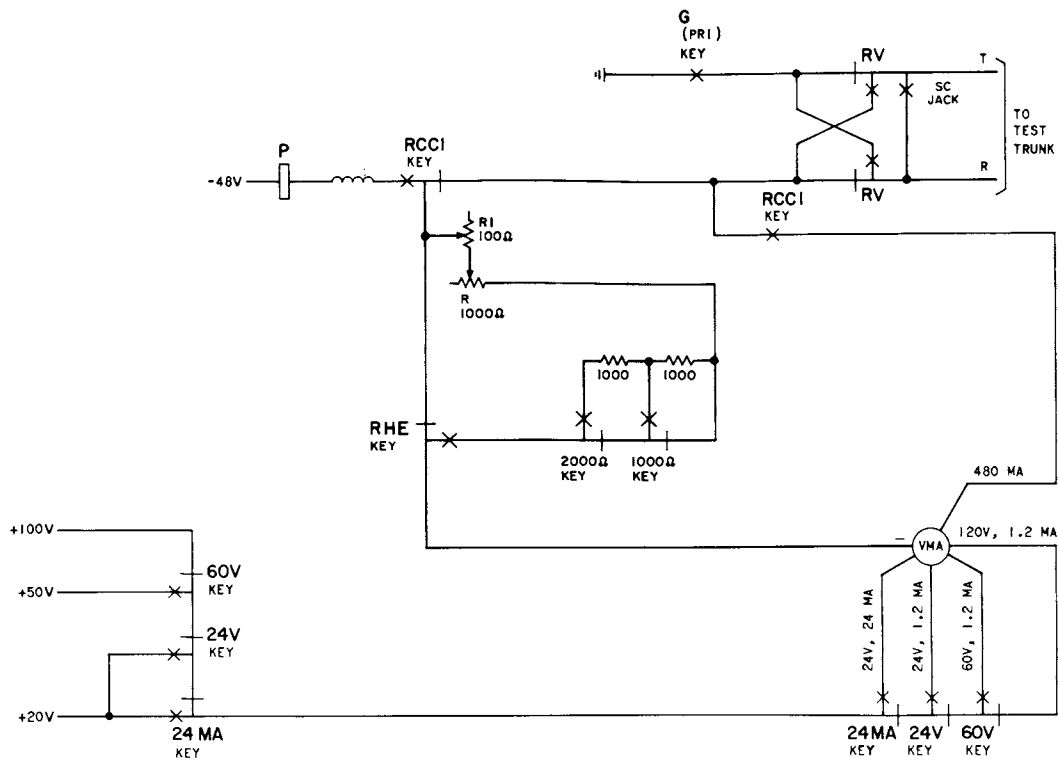 G
(PRI)
KEY
RV
T
SC
JACK
TO
TEST
TRUNK
P
RCCI
KEY
-48V
R
RCCI
KEY
RV
R1
100Ω
R
1000Ω
1000
1000
RHE
KEY
2000Ω
KEY
1000Ω
KEY
480 MA
+100V
- VMA
120V, 1.2 MA
60V
KEY
+50V
24V
KEY
24V, 24 MA
24V, 1.2 MA
60V, 1.2 MA
+20V
24 MA
KEY
24MA
KEY
24V
KEY
60V
KEY